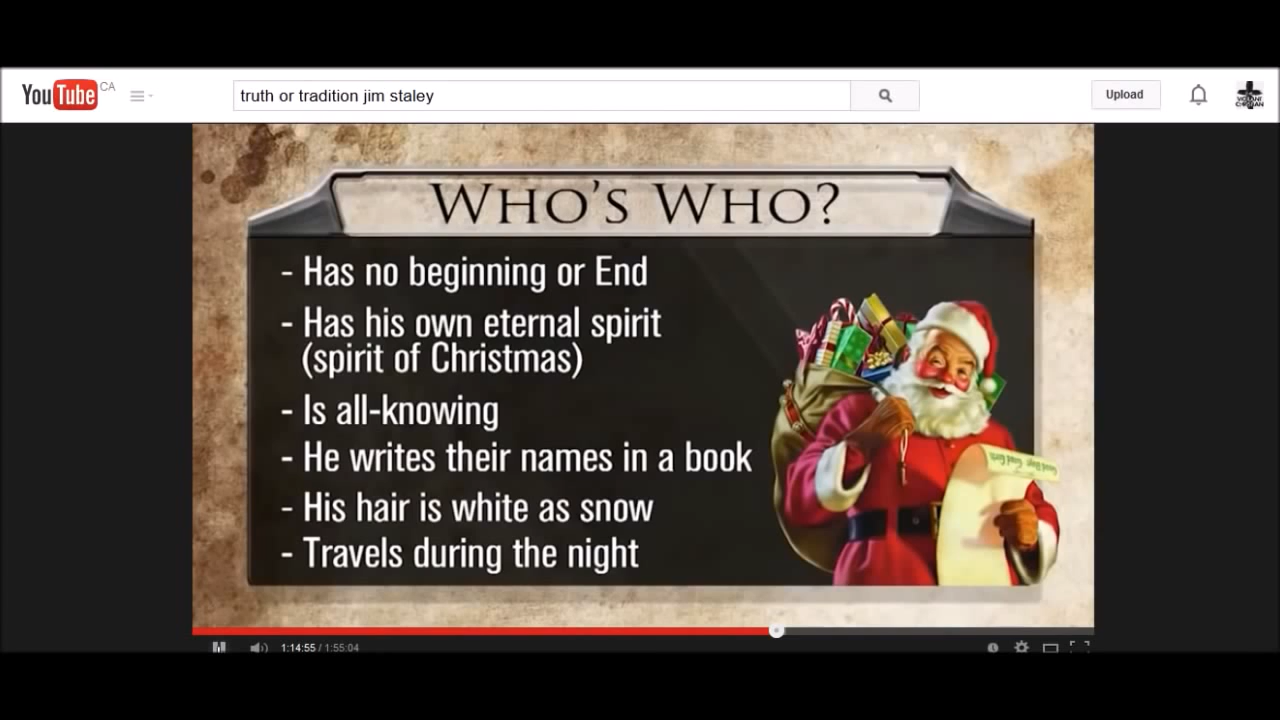 YouTube CA
truth or tradition jim staley
Upload
WHO'S WHO?
- Has no beginning or End
- Has his own eternal spirit
(spirit of Christmas)
- Is all-knowing
- He writes their names in a book
- His hair is white as snow
- Travels during the night
1:14:55 / 1:55:04